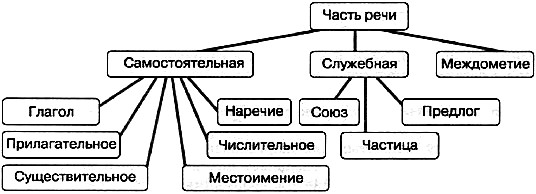 Часть речи
Самостоятельная
Служебная
Междометие
Глагол
Наречие
Союз
Предлог
Прилагательное
Числительное
Частица
Существительное
Местоимение